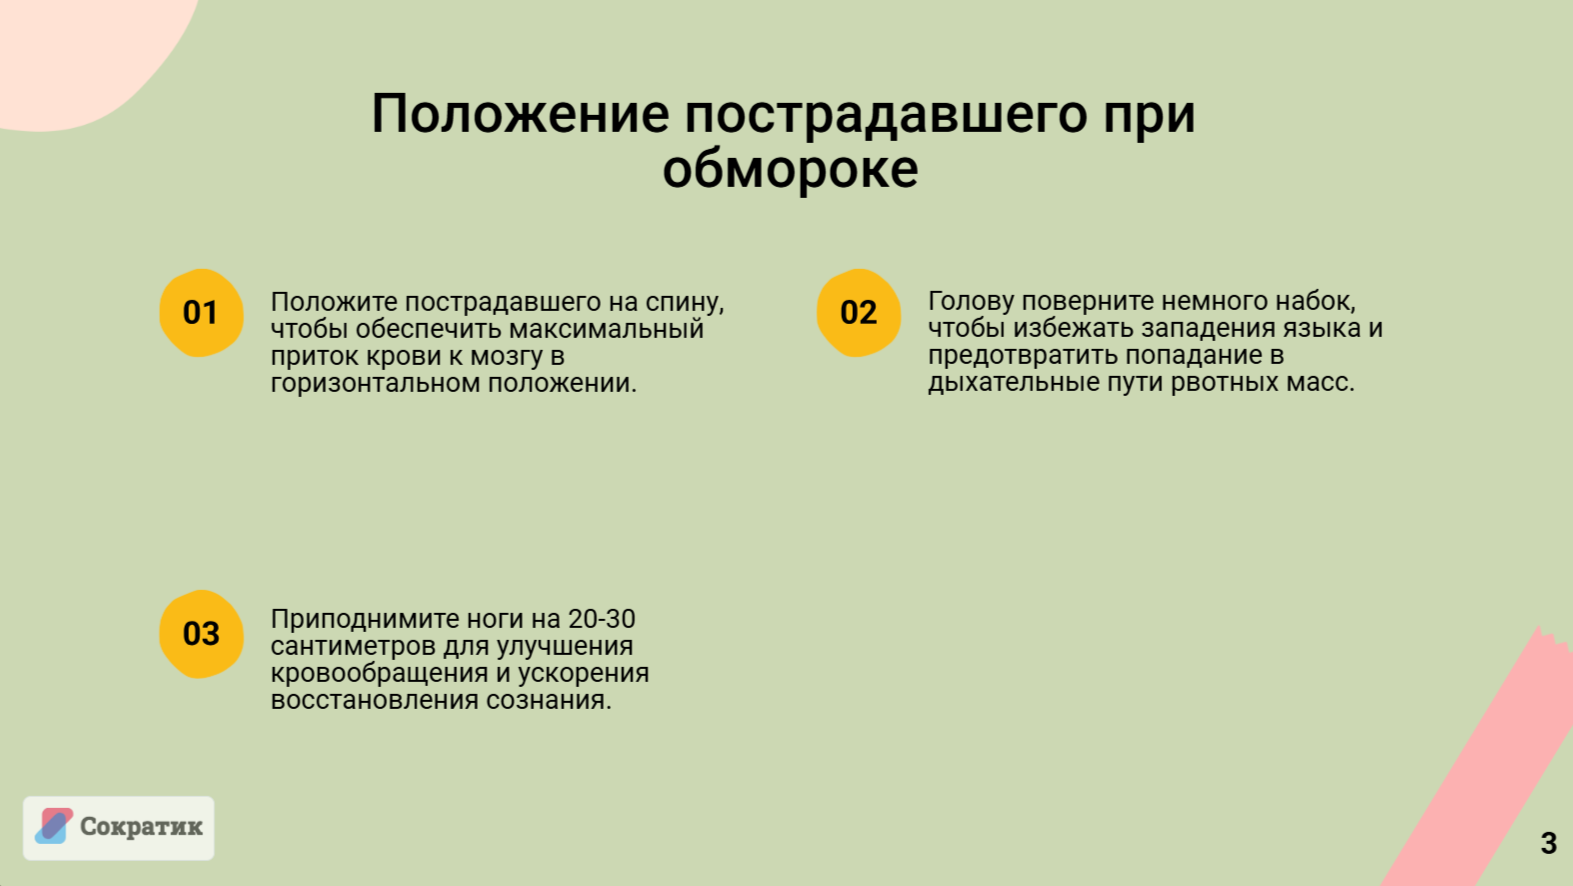 Положение пострадавшего при
обмороке
01
Положите пострадавшего на спину,
чтобы обеспечить максимальный
приток крови к мозгу в
горизонтальном положении.
02
Голову поверните немного набок,
чтобы избежать западения языка и
предотвратить попадание в
дыхательные пути рвотных масс.
03
Приподнимите ноги на 20-30
сантиметров для улучшения
кровообращения и ускорения
восстановления сознания.
Сократик
3